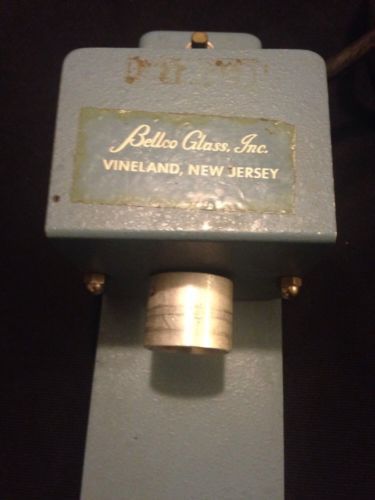 Bellco Glass, Inc.
VINELAND, NEW JERSEY